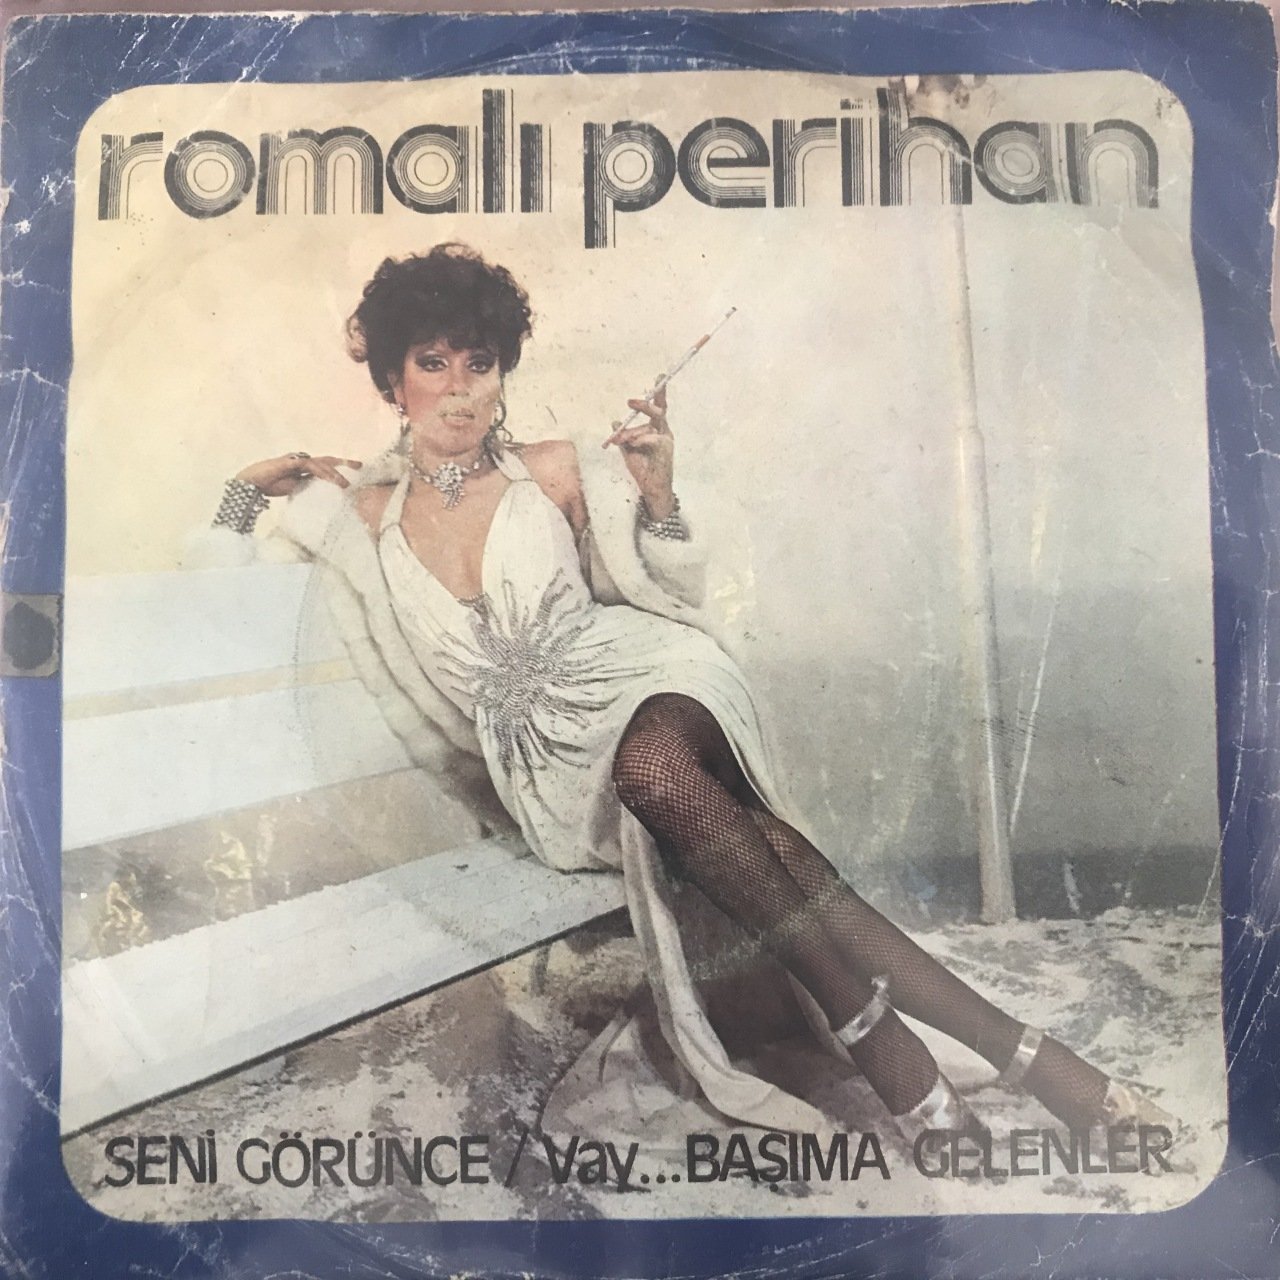 romalı perihan
SENİ GÖRÜNCE / Vay...BAŞIMA GELENLER